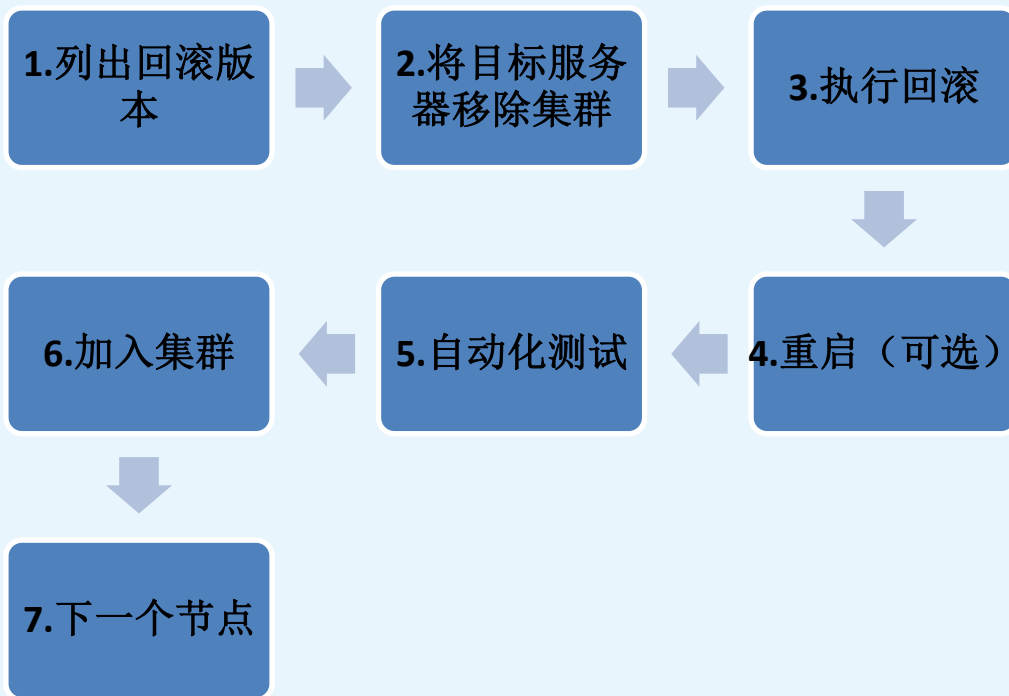 1.列出回滚版
本
2.将目标服务
器移除集群
3.执行回滚
4.重启（可选）
5.自动化测试
6.加入集群
7.下一个节点